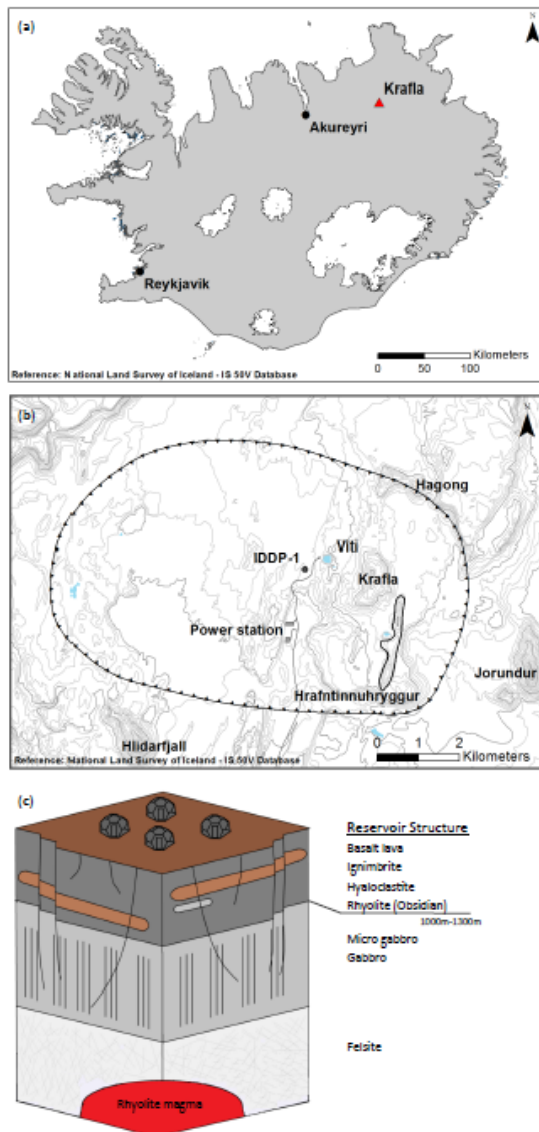 (a)
N
Krafla
Akureyri
Reykjavik
Kilometers
0 50 100
Reference: National Land Survey of Iceland - IS 50V Database
(b)
N
Hagong
Viti
IDDP-1
Krafla
Power station
Jorundur
Hrafntinnuhryggur
0 1 2
Hlidarfjall
Kilometers
Reference: National Land Survey of Iceland - IS 50V Database
(c)
Reservoir Structure
Basalt lava
Ignimbrite
Hyaloclastite
Rhyolite (Obsidian)
1000m-1300m
Micro gabbro
Gabbro
Felsite
Rhyolite magma